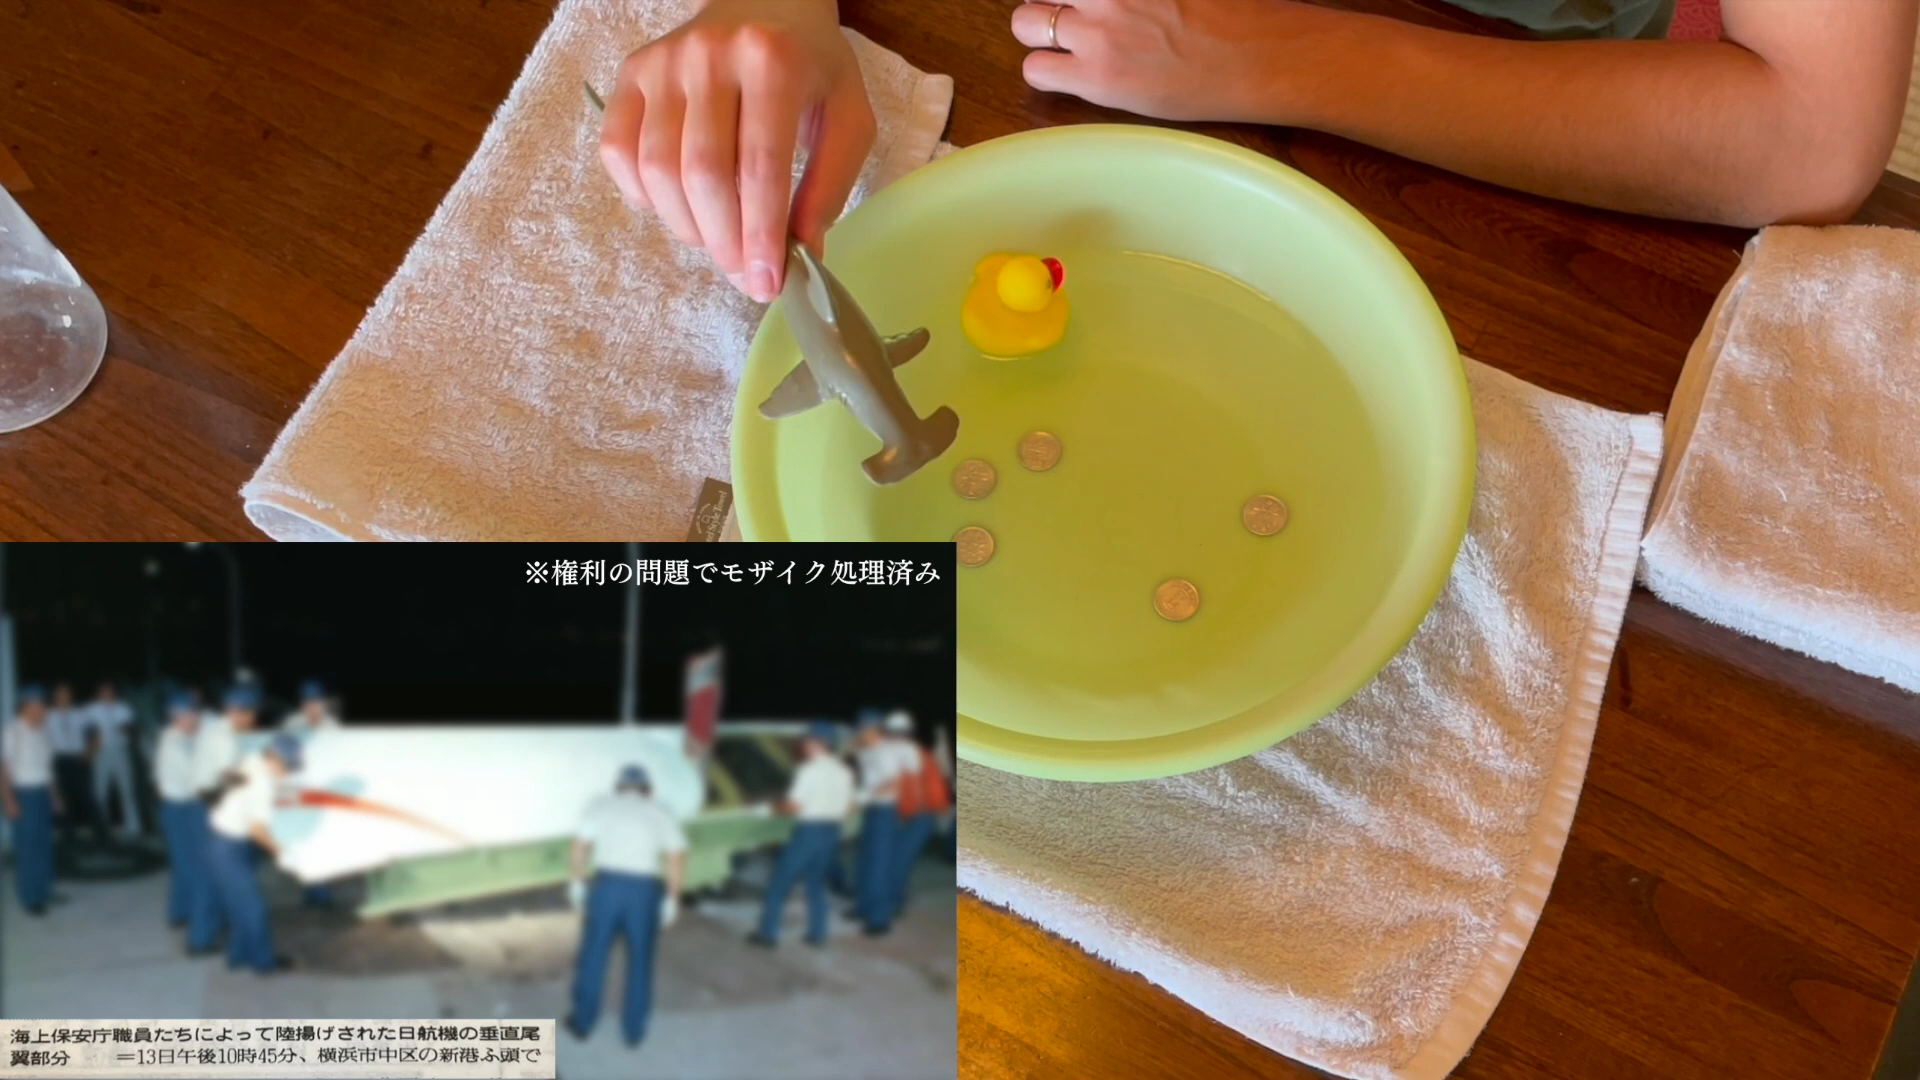 ※権利の問題でモザイク処理済み
海上保安庁職員たちによって陸揚げされた日航機の垂直尾
翼部分　＝13日午後10時45分、横浜市中区の新港ふ頭で